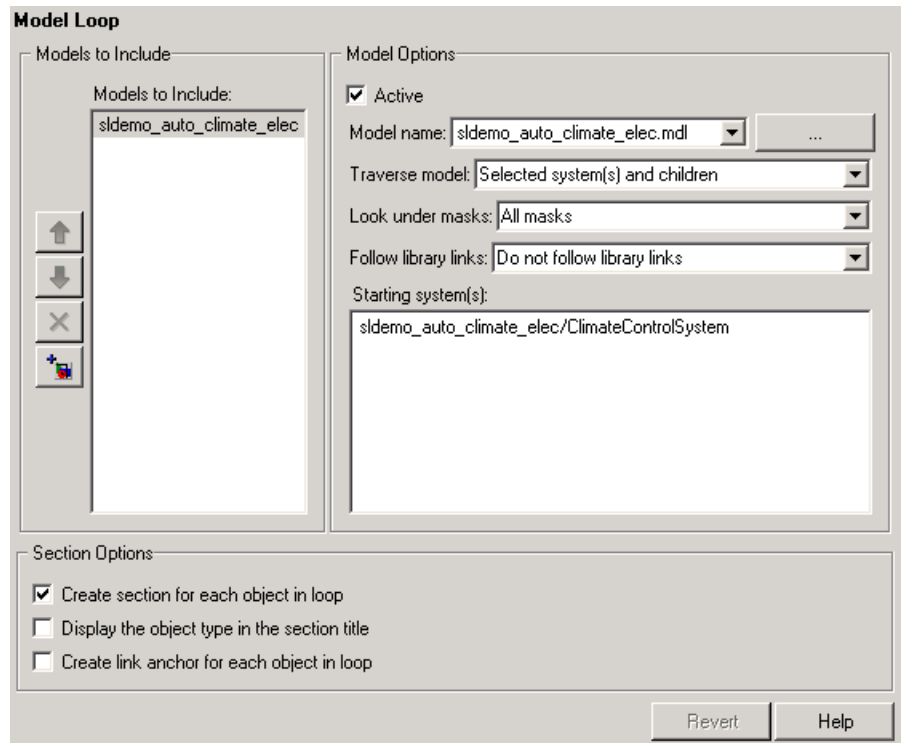 Model Loop
Models to Include
Models to Include:
sldemo_auto_climate_elec
Model Options
Active
Model name: sldemo_auto_climate_elec.mdl ...
Traverse model: Selected system(s) and children
Look under masks: All masks
Follow library links: Do not follow library links
Starting system(s):
sldemo_auto_climate_elec/ClimateControlSystem
Section Options
Create section for each object in loop
Display the object type in the section title
Create link anchor for each object in loop
Revert Help